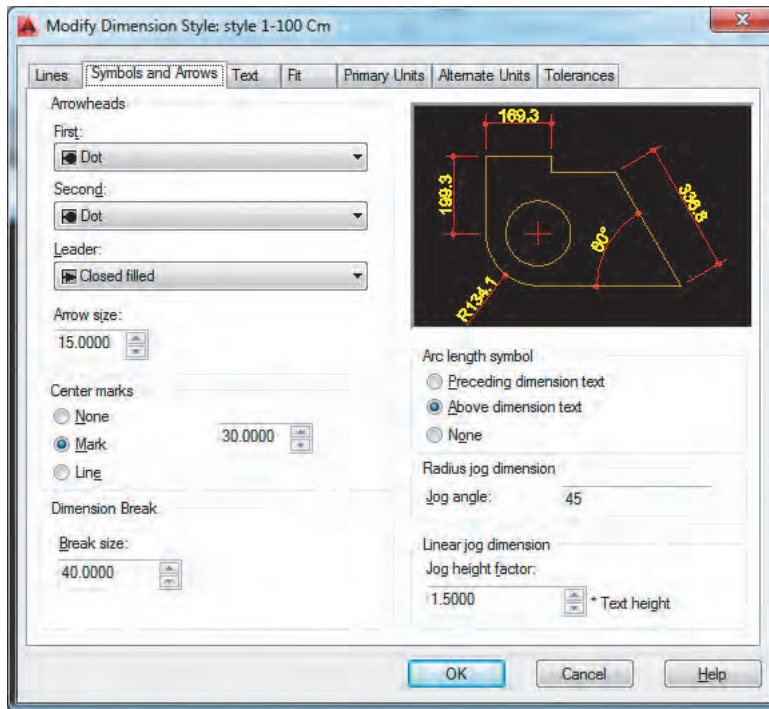 Modify Dimension Style: style 1-100 Cm
Lines Symbols and Arrows Text Fit Primary Units Alternate Units Tolerances
Arrowheads
First:
Dot
Second:
Dot
Leader:
Closed filled
Arrow size:
15.0000
Center marks
None
Mark
30.0000
Line
Dimension Break
Break size:
40.0000
169.3
199.3
336.6
60°
R134.1
Arc length symbol
Preceding dimension text
Above dimension text
None
Radius jog dimension
Jog angle: 45
Linear jog dimension
Jog height factor:
1.5000 * Text height
OK Cancel Help